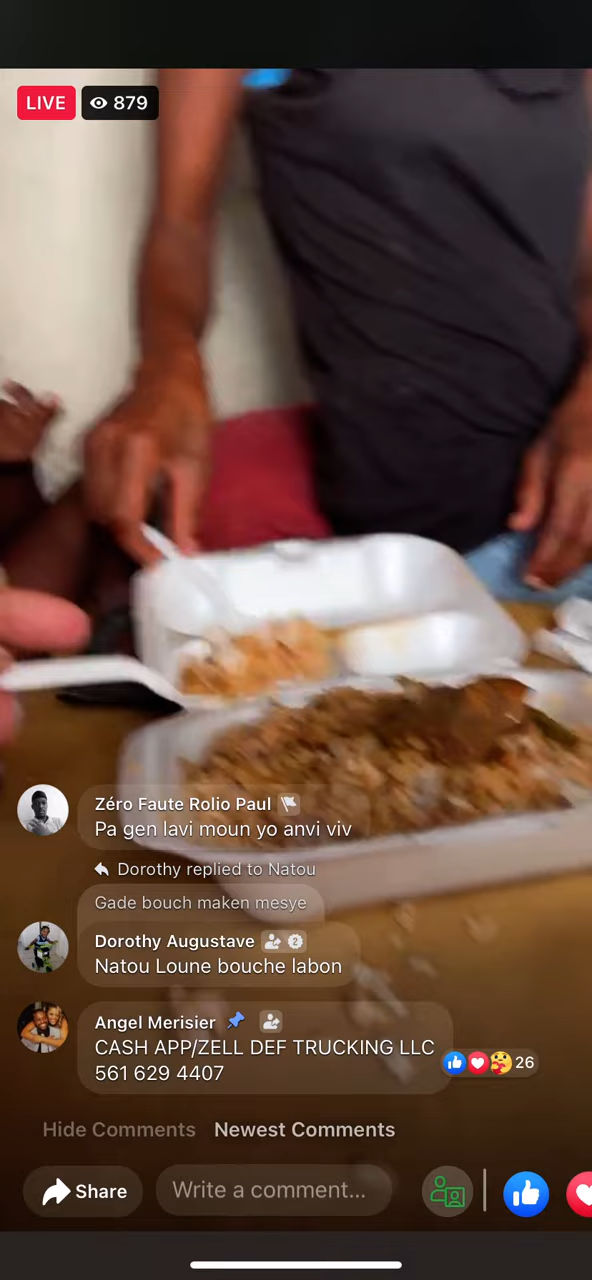 LIVE
879
Zéro Faute Rolio Paul
Pa gen lavi moun yo anvi viv
Dorothy replied to Natou
Gade bouch maken mesye
Dorothy Augustave 2
Natou Loune bouche labon
Angel Merisier
CASH APP/ZELL DEF TRUCKING LLC
561 629 4407
26
Hide Comments Newest Comments
Share Write a comment...